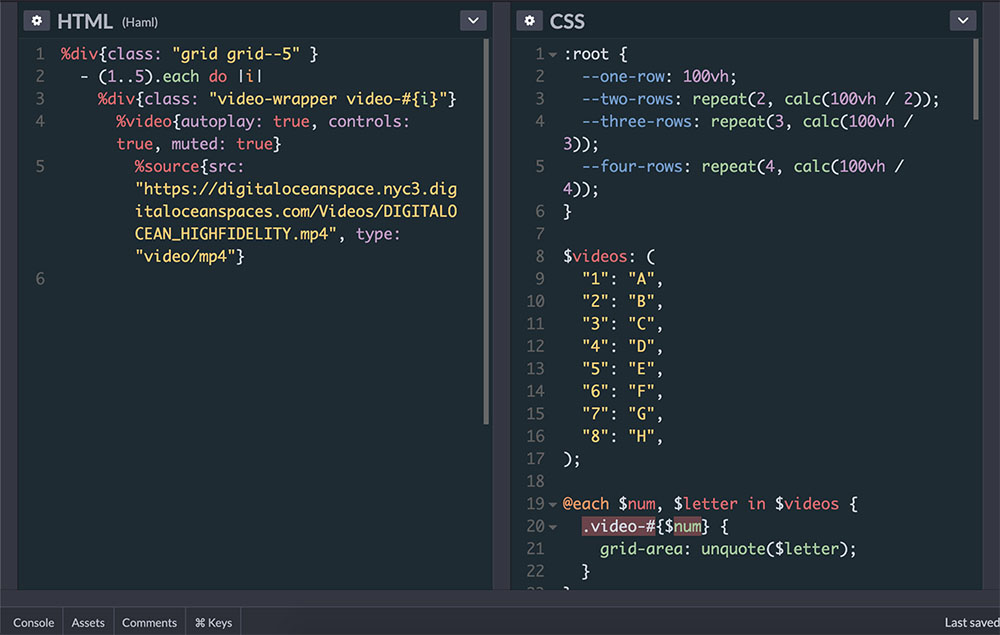 HTML (Haml)
1 %div{class: "grid grid--5" }
2 - (1..5).each do |i|
3 %div{class: "video-wrapper video-#{i}"}
4 %video{autoplay: true, controls:
true, muted: true}
5 %source{src:
"https://digitaloceanspace.nyc3.dig
italoceanspaces.com/Videos/DIGITALO
CEAN_HIGHFIDELITY.mp4", type:
"video/mp4"}
6
CSS
1 :root {
2 --one-row: 100vh;
3 --two-rows: repeat(2, calc(100vh / 2));
4 --three-rows: repeat(3, calc(100vh /
3));
5 --four-rows: repeat(4, calc(100vh /
4));
6 }
7
8 $videos: (
9 "1": "A",
10 "2": "B",
11 "3": "C",
12 "4": "D",
13 "5": "E",
14 "6": "F",
15 "7": "G",
16 "8": "H",
17 );
18
19 @each $num, $letter in $videos {
20 .video-#{$num} {
21 grid-area: unquote($letter);
22 }
Console Assets Comments ⌘ Keys Last saved